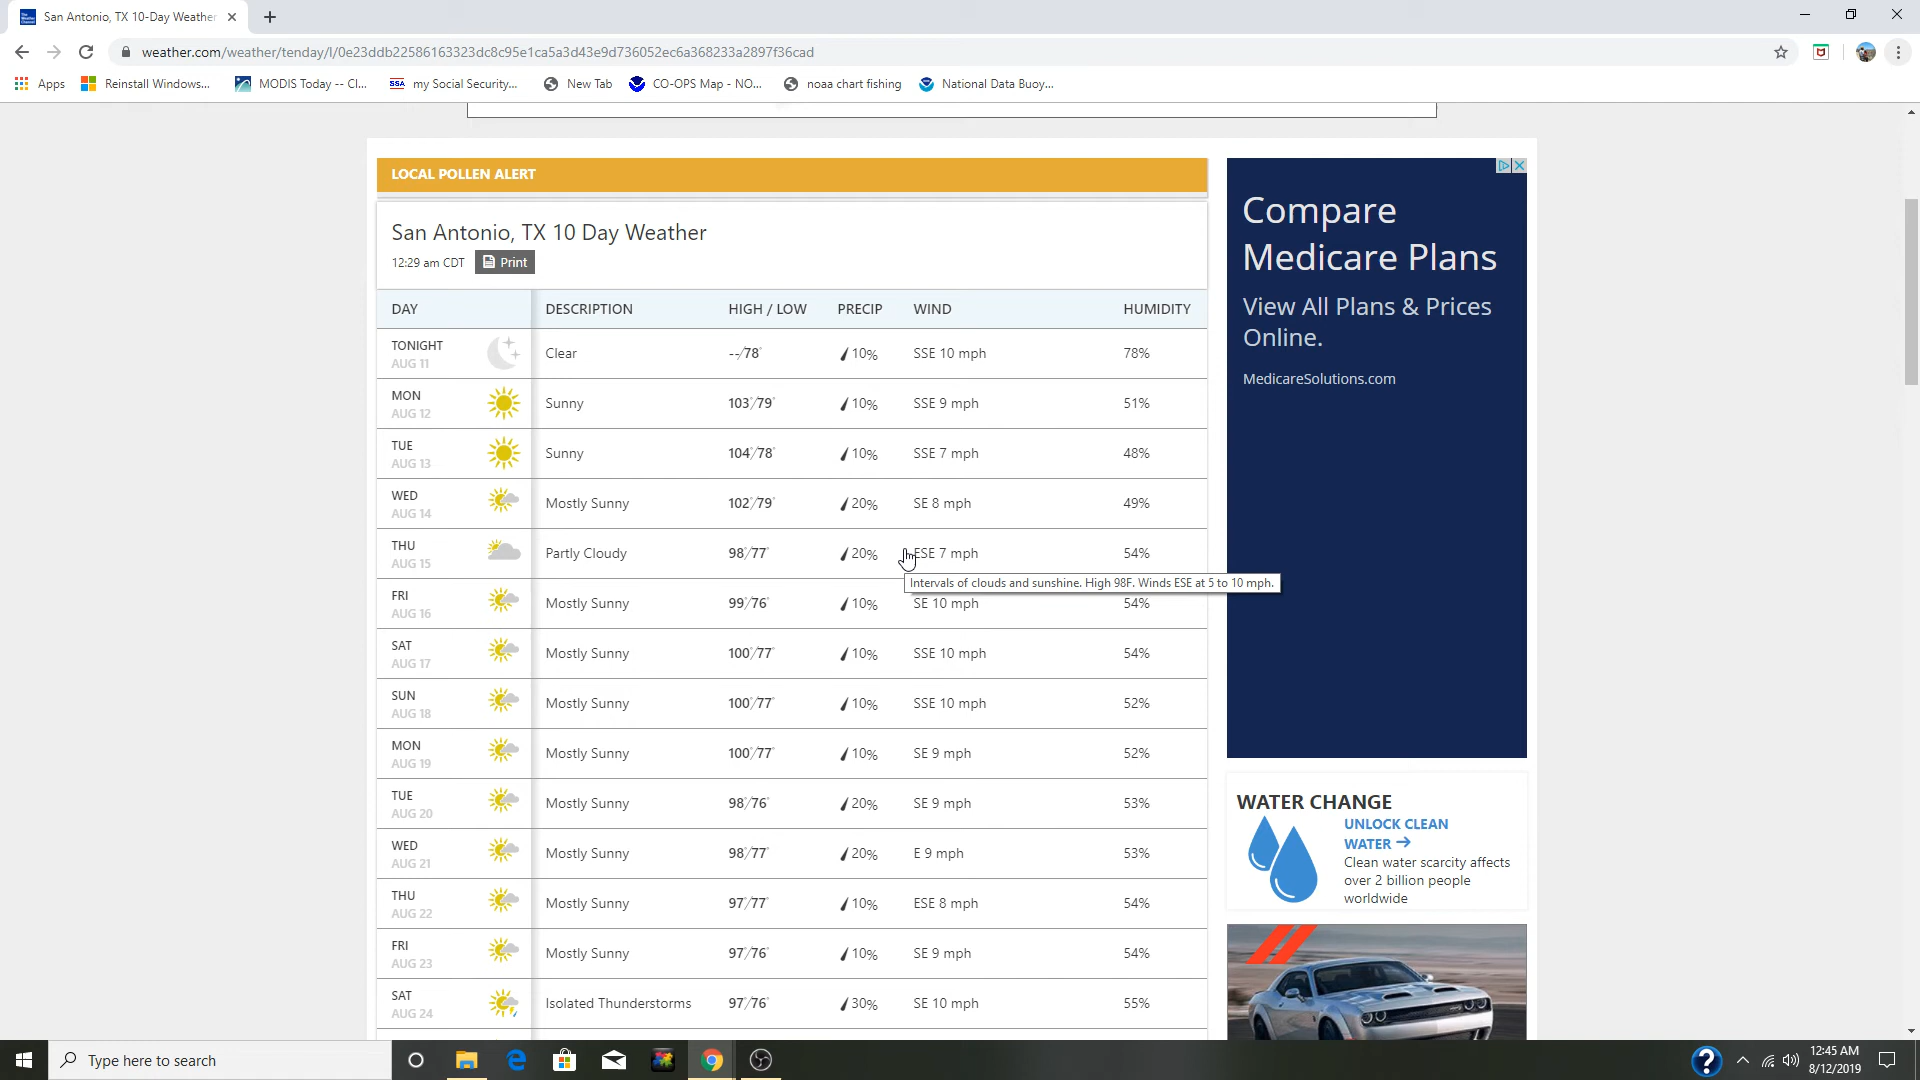 San Antonio, TX 10-Day Weather
weather.com/weather/tenday/l/0e23ddb22586163323dc8c95e1ca5a3d43e9d736052ec6a368233a2897f36cad
Apps Reinstall Windows... MODIS Today -- Cl... SSA my Social Security... New Tab CO-OPS Map - NO... noaa chart fishing National Data Buoy...
LOCAL POLLEN ALERT
San Antonio, TX 10 Day Weather
12:29 am CDT Print
DAY DESCRIPTION HIGH / LOW PRECIP WIND HUMIDITY
TONIGHT
AUG 11
Clear --/78° 10% SSE 10 mph 78%
MON
AUG 12
Sunny 103°/79° 10% SSE 9 mph 51%
TUE
AUG 13
Sunny 104°/78° 10% SSE 7 mph 48%
WED
AUG 14
Mostly Sunny 102°/79° 20% SE 8 mph 49%
THU
AUG 15
Partly Cloudy 98°/77° 20% ESE 7 mph 54%
Intervals of clouds and sunshine. High 98F. Winds ESE at 5 to 10 mph.
FRI
AUG 16
Mostly Sunny 99°/76° 10% SE 10 mph 54%
SAT
AUG 17
Mostly Sunny 100°/77° 10% SSE 10 mph 54%
SUN
AUG 18
Mostly Sunny 100°/77° 10% SSE 10 mph 52%
MON
AUG 19
Mostly Sunny 100°/77° 10% SE 9 mph 52%
TUE
AUG 20
Mostly Sunny 98°/76° 20% SE 9 mph 53%
WED
AUG 21
Mostly Sunny 98°/77° 20% E 9 mph 53%
THU
AUG 22
Mostly Sunny 97°/77° 10% ESE 8 mph 54%
FRI
AUG 23
Mostly Sunny 97°/76° 10% SE 9 mph 54%
SAT
AUG 24
Isolated Thunderstorms 97°/76° 30% SE 10 mph 55%
Compare
Medicare Plans
View All Plans & Prices
Online.
MedicareSolutions.com
WATER CHANGE
UNLOCK CLEAN
WATER →
Clean water scarcity affects
over 2 billion people
worldwide
Type here to search
12:45 AM
8/12/2019